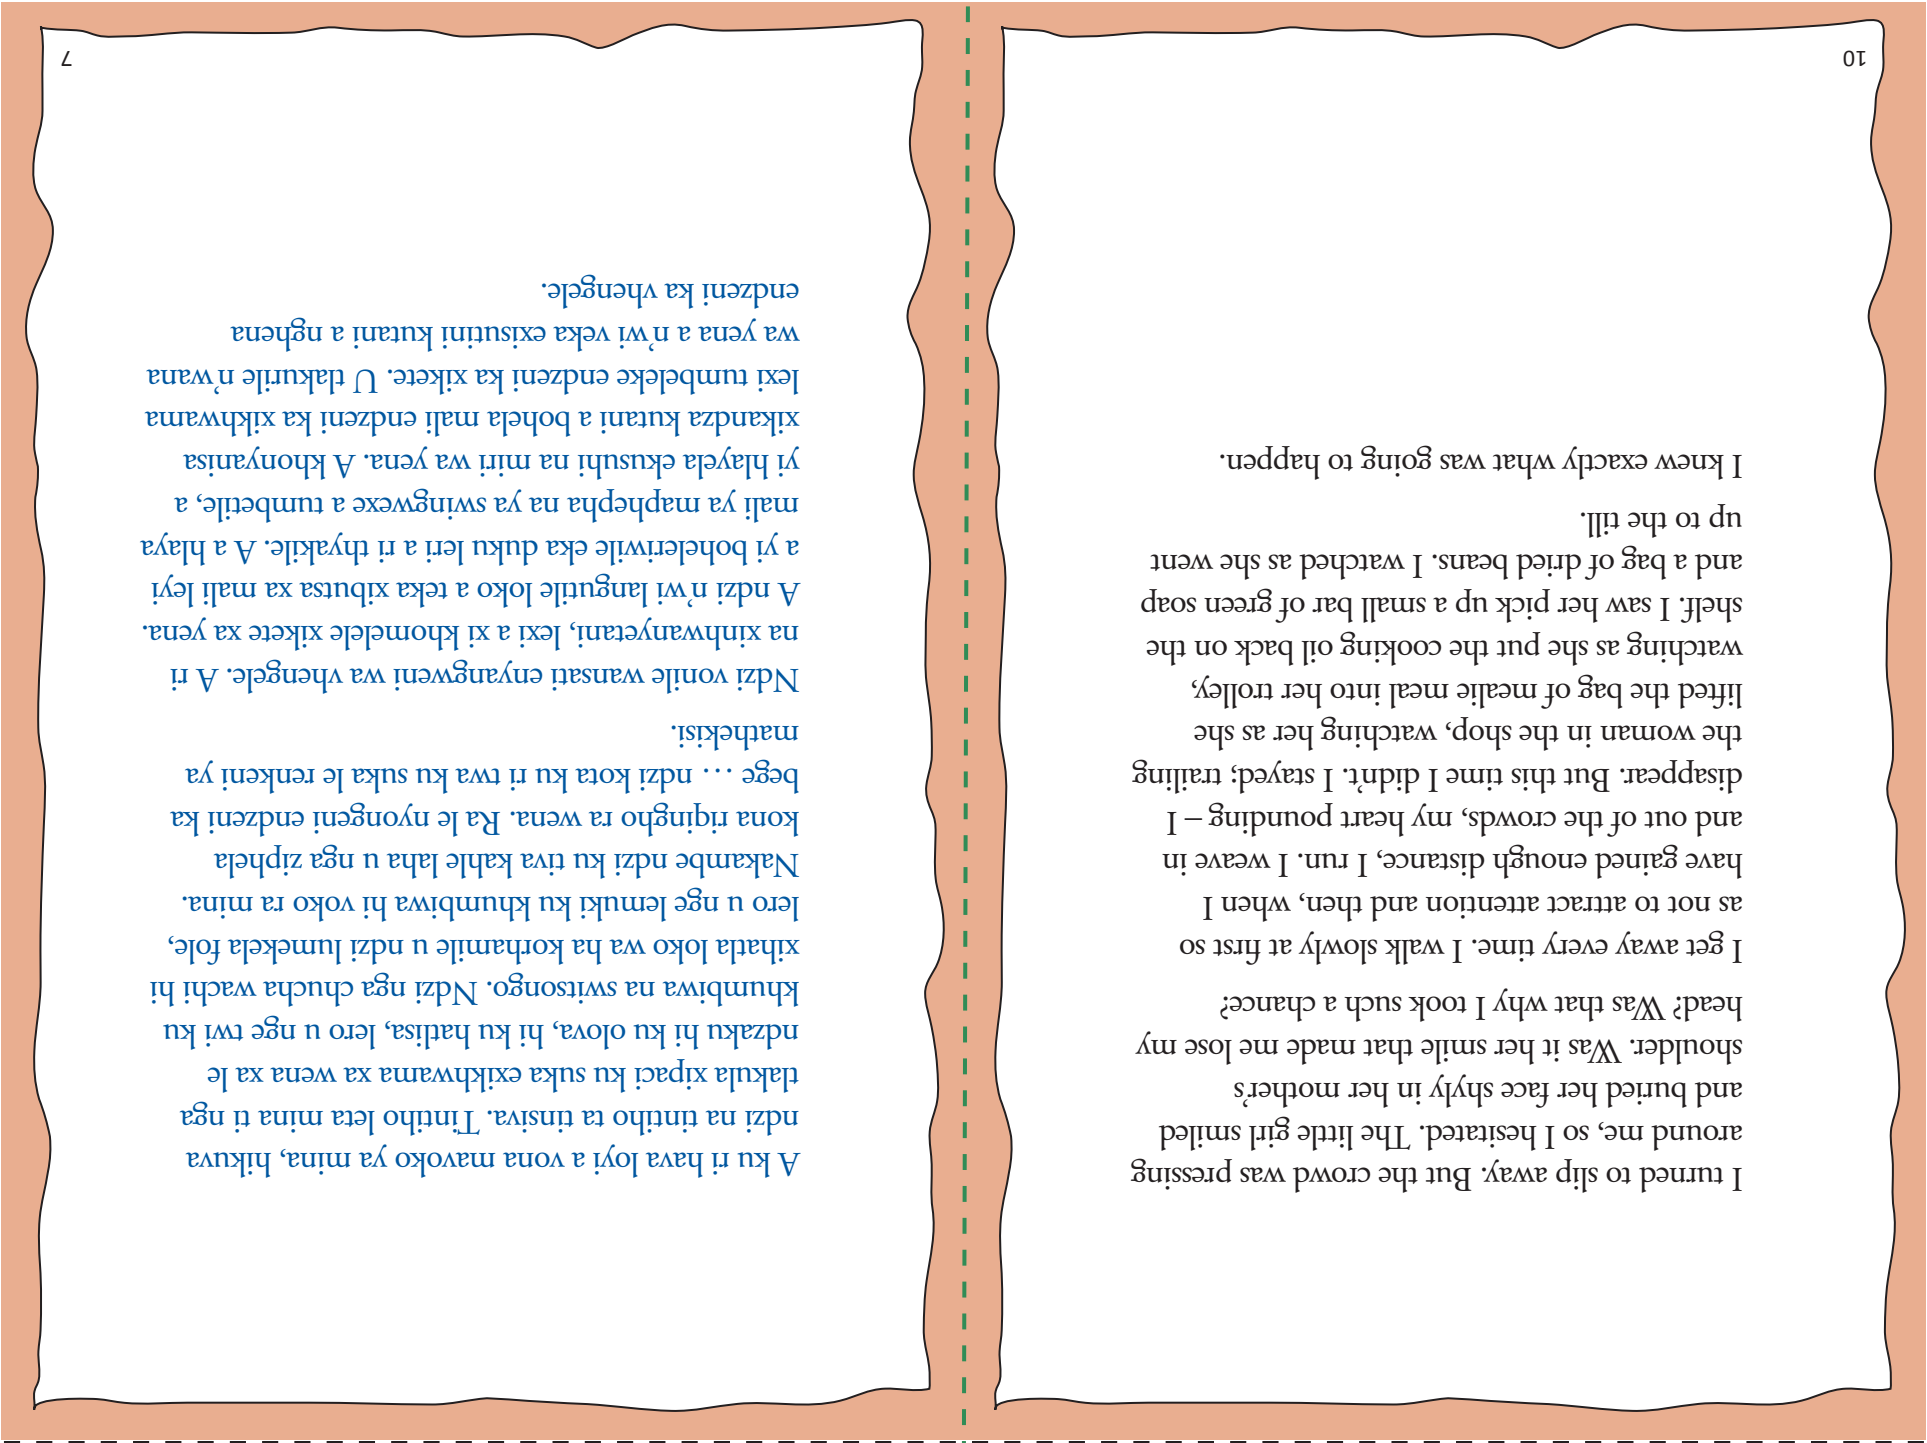 I turned to slip away. But the crowd was pressing
around me, so I hesitated. The little girl smiled
and buried her face shyly in her mother's
shoulder. Was it her smile that made me lose my
head? Was that why I took such a chance?
I get away every time. I walk slowly at first so
as not to attract attention and then, when I
have gained enough distance, I run. I weave in
and out of the crowds, my heart pounding – I
disappear. But this time I didn't. I stayed; trailing
the woman in the shop, watching her as she
lifted the bag of mealie meal into her trolley,
watching as she put the cooking oil back on the
shelf. I saw her pick up a small bar of green soap
and a bag of dried beans. I watched as she went
up to the till.
I knew exactly what was going to happen.
10
A ku ri hava loyi a vona mavoko ya mina, hikuva
ndzi na tintiho ta tinsiva. Tintiho leta mina ti nga
tlakula xipaci ku suka exikhwama xa wena xa le
ndzaku hi ku olova, hi ku hatlisa, lero u nge twi ku
khumbiwa na switsongo. Ndzi nga chucha wachi hi
xihatla loko wa ha korhamile u ndzi lumekela fole,
lero u nge lemuki ku khumbiwa hi voko ra mina.
Nakambe ndzi ku tiva kahle laha u nga ziphela
kona riqingho ra wena. Ra le nyongeni endzeni ka
bege … ndzi kota ku ri twa ku suka le renkeni ya
mathekisi.
Ndzi vonile wansati enyangweni wa vhengele. A ri
na xinhwanyetani, lexi a xi khomelele xikete xa yena.
A ndzi n'wi langutile loko a teka xibutsa xa mali leyi
a yi boheleriwile eka duku leri a ri thyakile. A a hlaya
mali ya maphepha na ya swingwexe a tumbetile, a
yi hlayela ekusuhi na miri wa yena. A khonyanisa
xikandza kutani a bohela mali endzeni ka xikhwama
lexi tumbeleke endzeni ka xikete. U tlakurile n'wana
wa yena a n'wi veka exisutini kutani a nghena
endzeni ka vhengele.
7